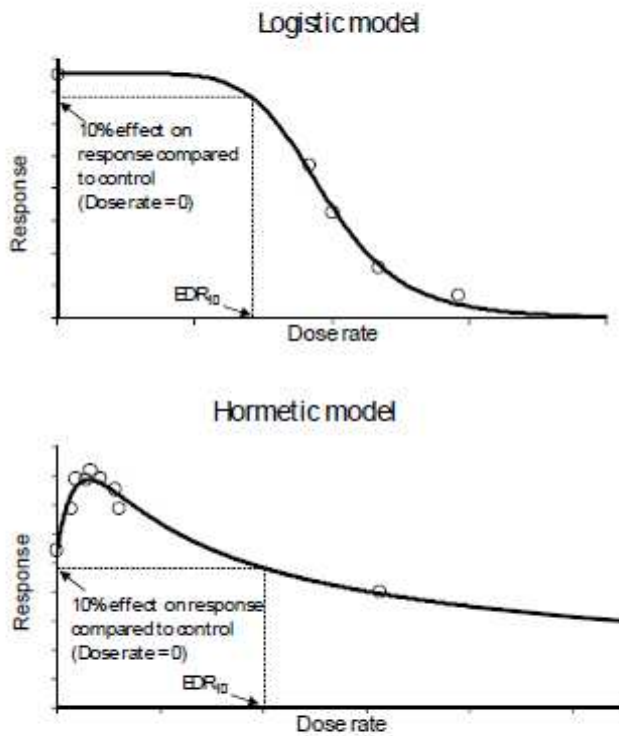 Logistic model
Response
10% effect on
response compared
to control
(Dose rate = 0)
EDR₁₀
Dose rate
Hormetic model
Response
10% effect on response
compared to control
(Dose rate = 0)
EDR₁₀
Dose rate